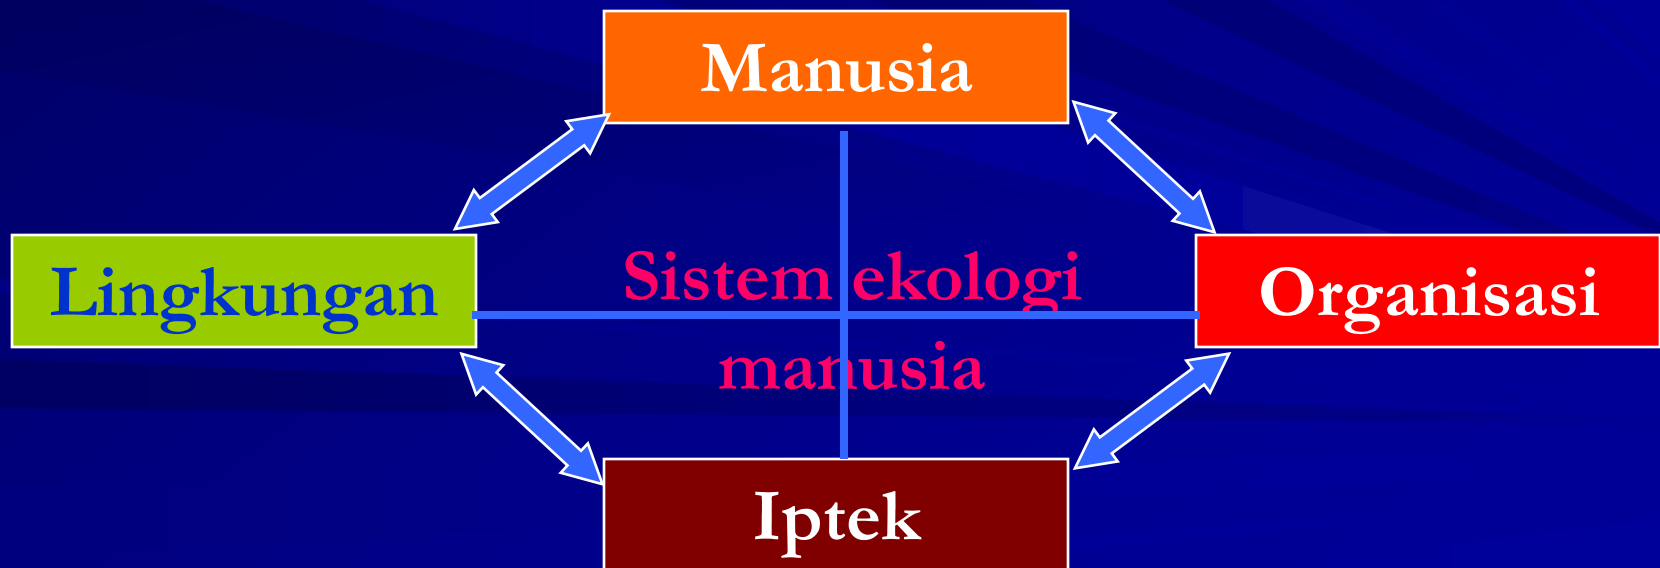 Manusia
Lingkungan
Sistem ekologi
manusia
Organisasi
Iptek